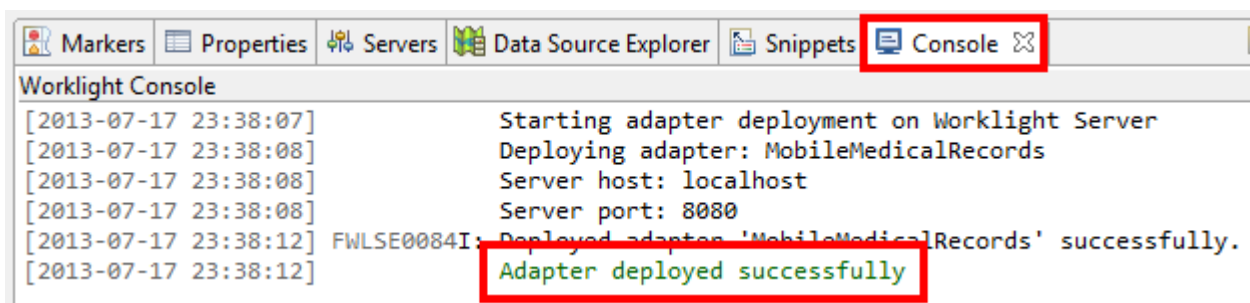 Markers Properties Servers Data Source Explorer Snippets Console
Worklight Console
[2013-07-17 23:38:07] Starting adapter deployment on Worklight Server
[2013-07-17 23:38:08] Deploying adapter: MobileMedicalRecords
[2013-07-17 23:38:08] Server host: localhost
[2013-07-17 23:38:08] Server port: 8080
[2013-07-17 23:38:12] FWLSE0084I: Deployed adapter 'MobileMedicalRecords' successfully.
[2013-07-17 23:38:12] Adapter deployed successfully